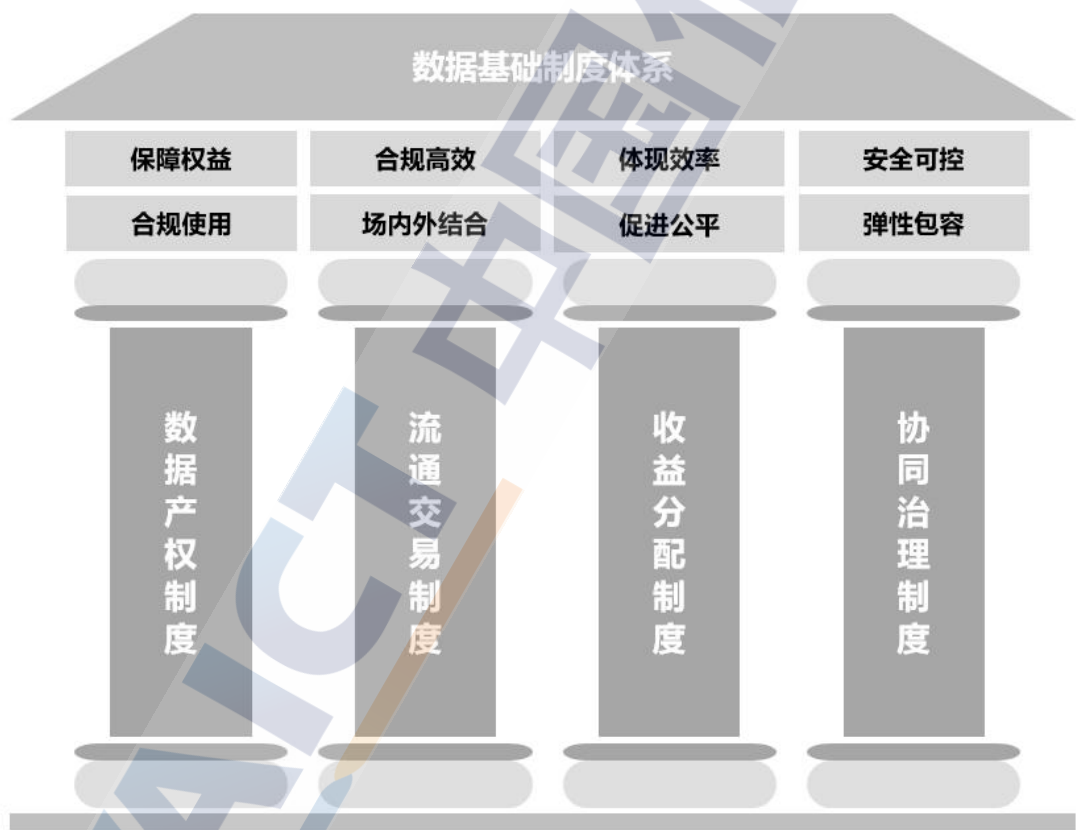 数据基础制度体系
保障权益
合规高效
体现效率
安全可控
合规使用
场内外结合
促进公平
弹性包容
数据产权制度
流通交易制度
收益分配制度
协同治理制度